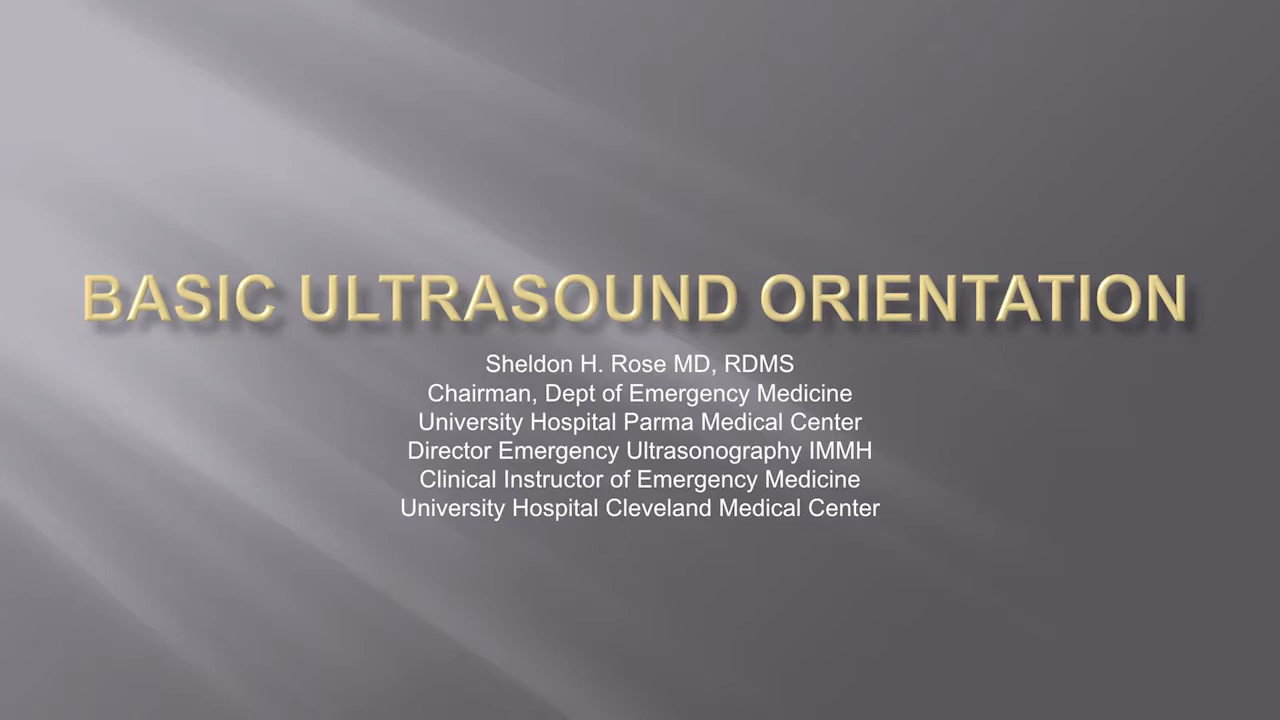 BASIC ULTRASOUND ORIENTATION
Sheldon H. Rose MD, RDMS
Chairman, Dept of Emergency Medicine
University Hospital Parma Medical Center
Director Emergency Ultrasonography IMMH
Clinical Instructor of Emergency Medicine
University Hospital Cleveland Medical Center